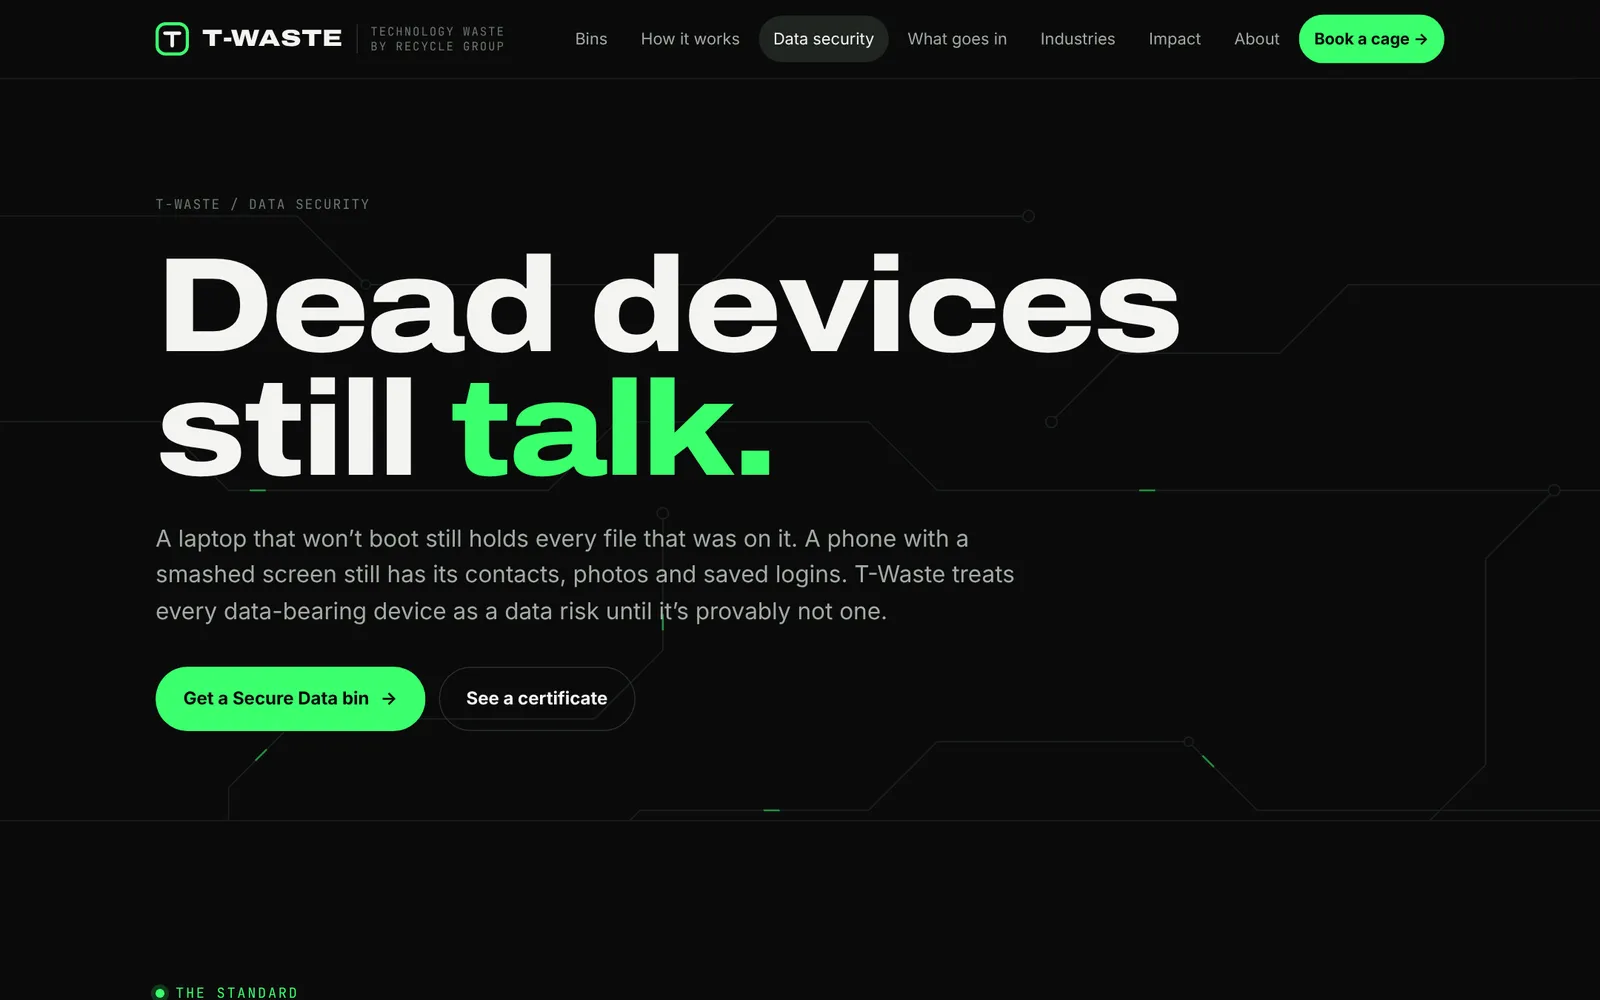 T T-WASTE
TECHNOLOGY WASTE
BY RECYCLE GROUP
Bins
How it works
Data security
What goes in
Industries
Impact
About
Book a cage →
T-WASTE / DATA SECURITY
Dead devices
still talk.
A laptop that won’t boot still holds every file that was on it. A phone with a
smashed screen still has its contacts, photos and saved logins. T-Waste treats
every data-bearing device as a data risk until it’s provably not one.
Get a Secure Data bin →
See a certificate
THE STANDARD